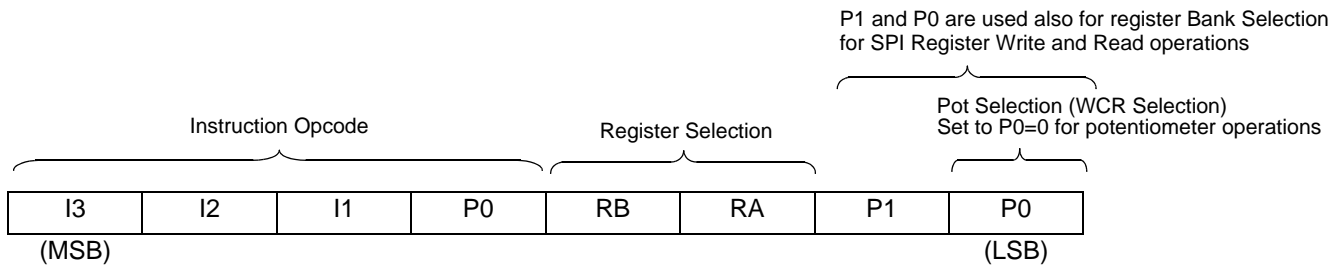 P1 and P0 are used also for register Bank Selection
for SPI Register Write and Read operations
Pot Selection (WCR Selection)
Set to P0=0 for potentiometer operations
Instruction Opcode
Register Selection
I3 I2 I1 P0 RB RA P1 P0
(MSB) (LSB)